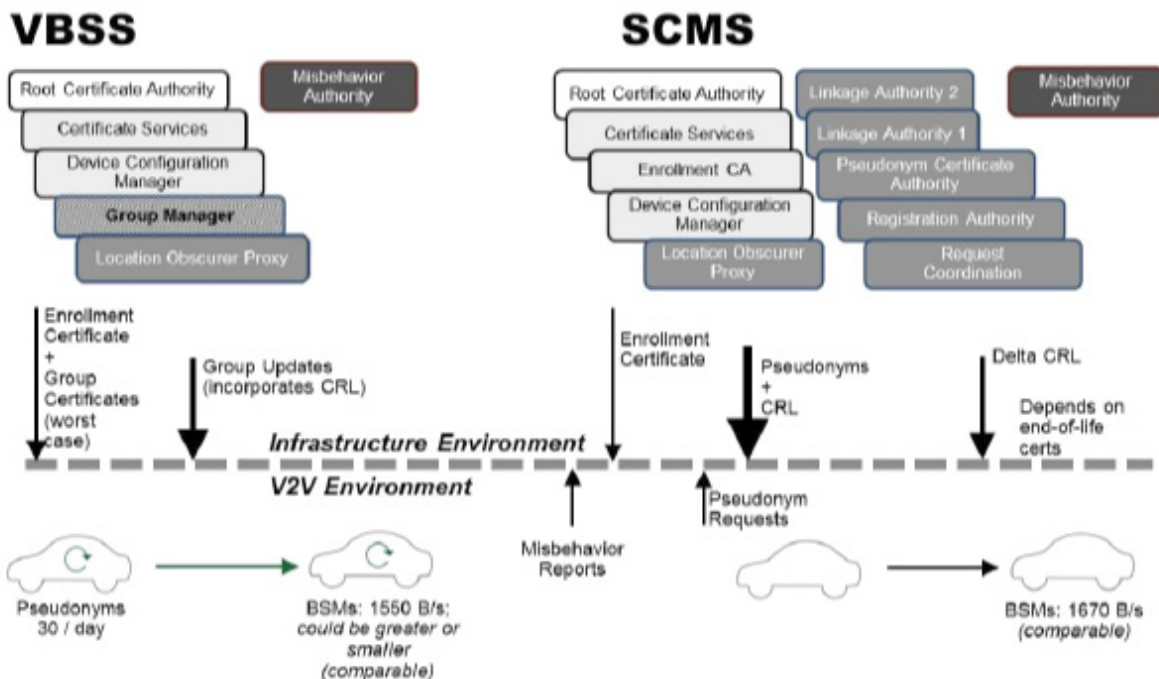 VBSS
Root Certificate Authority
Misbehavior
Authority
Certificate Services
Device Configuration
Manager
Group Manager
Location Obscurer Proxy
SCMS
Root Certificate Authority
Linkage Authority 2
Misbehavior
Authority
Certificate Services
Linkage Authority 1
Enrollment CA
Pseudonym Certificate
Authority
Device Configuration
Manager
Registration Authority
Location Obscurer
Proxy
Request
Coordination
Enrollment
Certificate
+
Group
Certificates
(worst
case)
Group Updates
(incorporates CRL)
Enrollment
Certificate
Pseudonyms
+
CRL
Delta CRL
Depends on
end-of-life
certs
Infrastructure Environment
V2V Environment
Misbehavior
Reports
Pseudonym
Requests
Pseudonyms
30 / day
BSMs: 1550 B/s;
could be greater or
smaller
(comparable)
BSMs: 1670 B/s
(comparable)